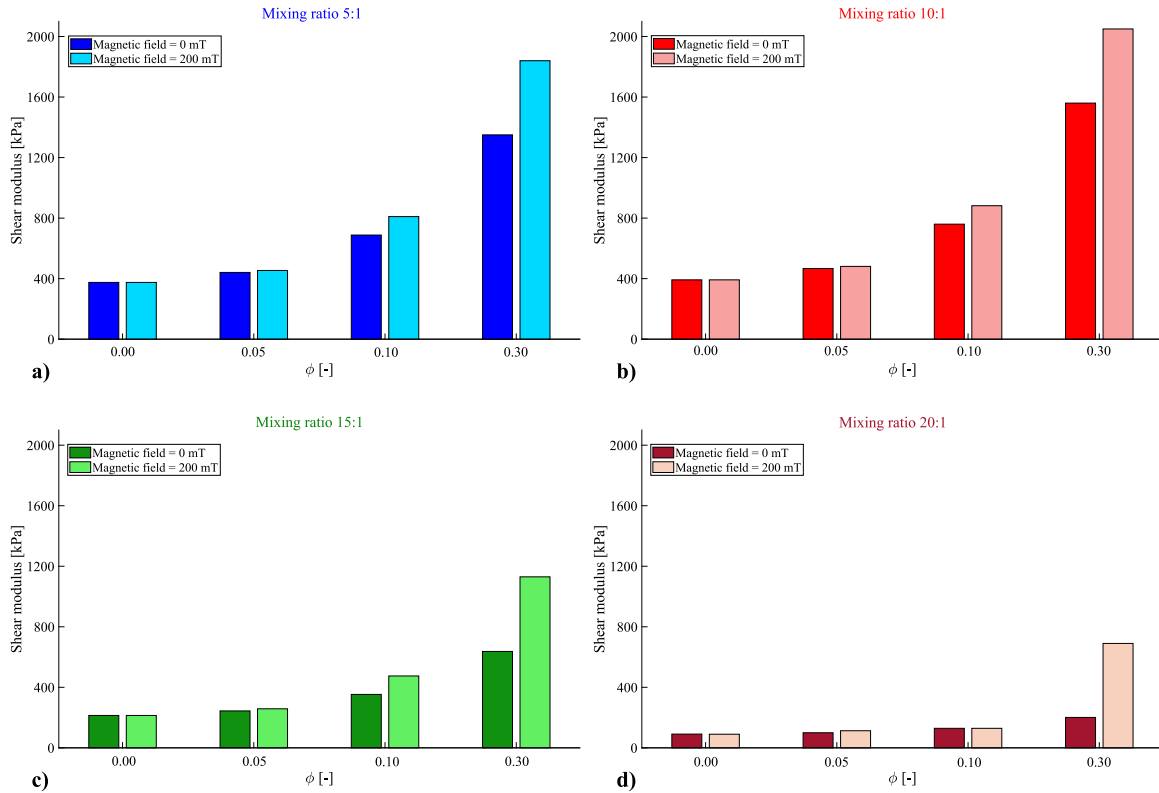 Mixing ratio 5:1
Magnetic field = 0 mT
Magnetic field = 200 mT
Shear modulus [kPa]
2000
1600
1200
800
400
0
0.00 0.05 0.10 0.30
ϕ [-]
a)
Mixing ratio 10:1
Magnetic field = 0 mT
Magnetic field = 200 mT
Shear modulus [kPa]
2000
1600
1200
800
400
0
0.00 0.05 0.10 0.30
ϕ [-]
b)
Mixing ratio 15:1
Magnetic field = 0 mT
Magnetic field = 200 mT
Shear modulus [kPa]
2000
1600
1200
800
400
0
0.00 0.05 0.10 0.30
ϕ [-]
c)
Mixing ratio 20:1
Magnetic field = 0 mT
Magnetic field = 200 mT
Shear modulus [kPa]
2000
1600
1200
800
400
0
0.00 0.05 0.10 0.30
ϕ [-]
d)